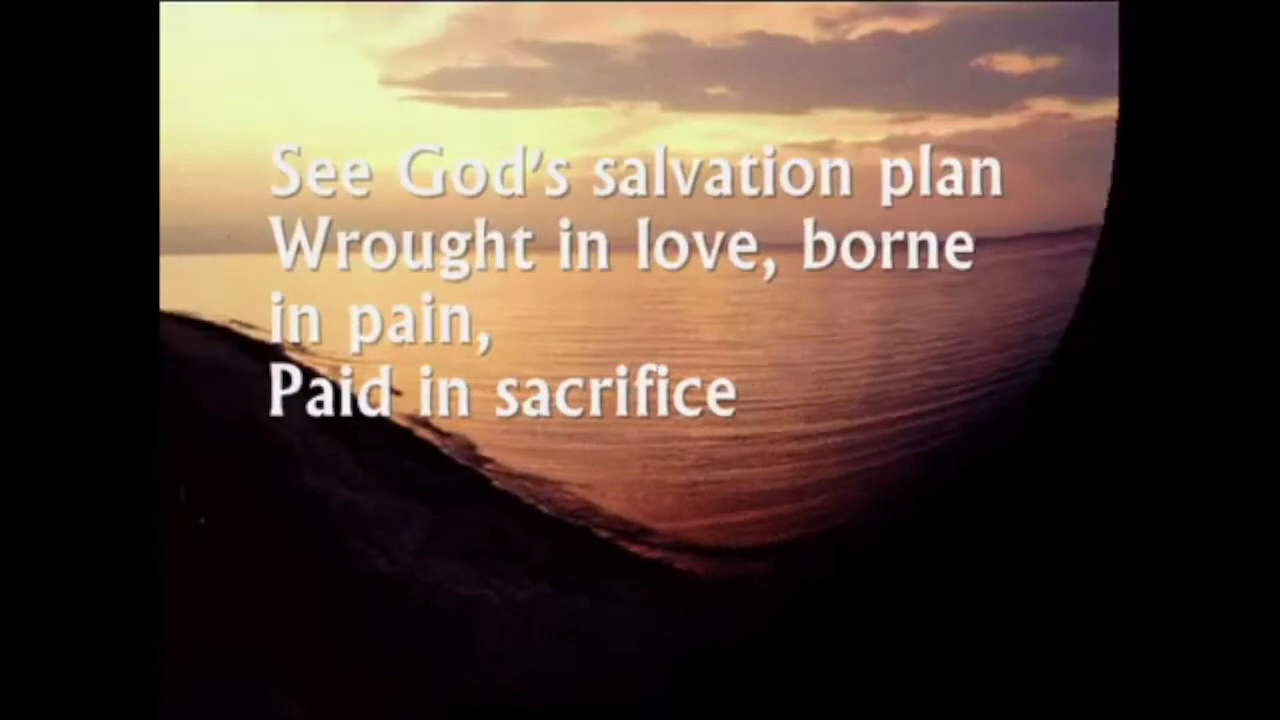 See God's salvation plan
Wrought in love, borne
in pain,
Paid in sacrifice